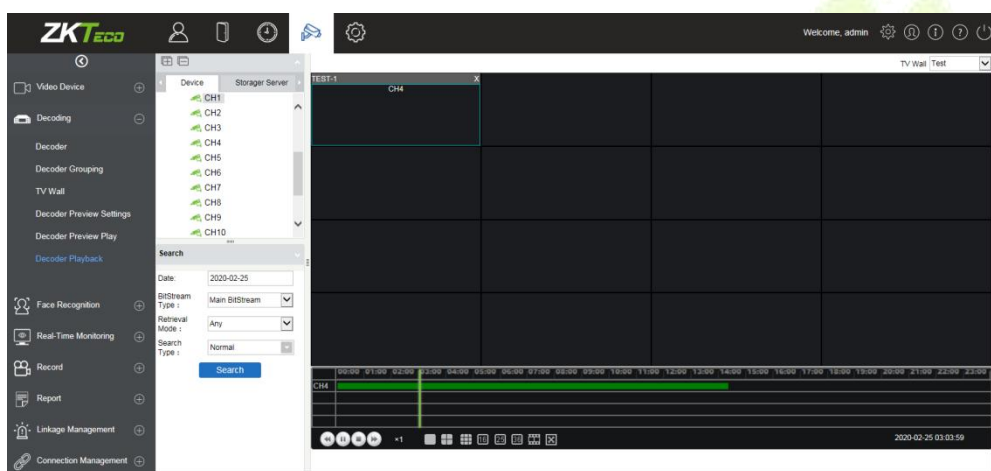 ZKTECO
Welcome, admin
TV Wall Test
Video Device
Decoding
Decoder
Decoder Grouping
TV Wall
Decoder Preview Settings
Decoder Preview Play
Decoder Playback
Face Recognition
Real-Time Monitoring
Record
Report
Linkage Management
Connection Management
Device Storager Server
CH1
CH2
CH3
CH4
CH5
CH6
CH7
CH8
CH9
CH10
Search
Date: 2020-02-25
BitStream
Type : Main BitStream
Retrieval
Mode : Any
Search
Type : Normal
Search
TEST-1 X
CH4
00:00 01:00 02:00 03:00 04:00 05:00 06:00 07:00 08:00 09:00 10:00 11:00 12:00 13:00 14:00 15:00 16:00 17:00 18:00 19:00 20:00 21:00 22:00 23:00
CH4
×1 16 25 36 2020-02-25 03:03:59